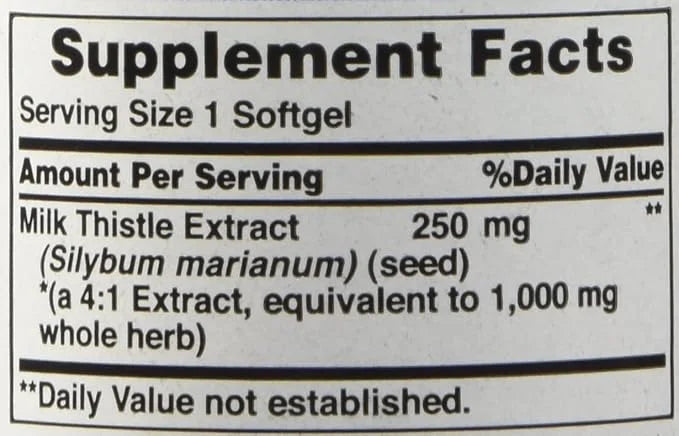 Supplement Facts
Serving Size 1 Softgel
Amount Per Serving %Daily Value
Milk Thistle Extract 250 mg **
(Silybum marianum) (seed)
*(a 4:1 Extract, equivalent to 1,000 mg
whole herb)
**Daily Value not established.